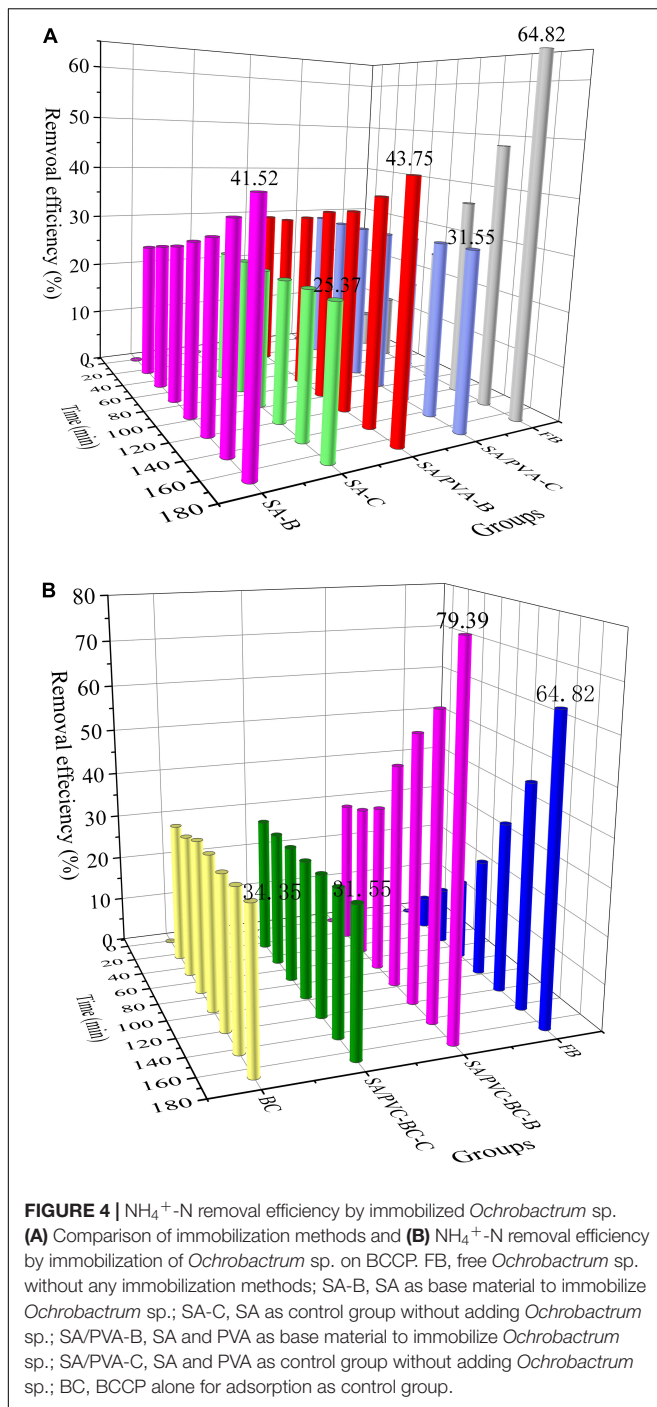 A
Remvoal efficiency (%)
60
50
40
30
20
10
0
0
20
40
60
80
100
120
140
160
180
Time (min)
41.52
25.37
43.75
31.55
64.82
SA-B
SA-C
SA/PVA-B
SA/PVA-C
FB
Groups
B
Removal effeciency (%)
80
70
60
50
40
30
20
10
0
0
20
40
60
80
100
120
140
160
180
Time (min)
34.35
31.55
79.39
64.82
BC
SA/PVC-BC-C
SA/PVC-BC-B
FB
Groups
FIGURE 4 | NH₄⁺-N removal efficiency by immobilized Ochrobactrum sp.
(A) Comparison of immobilization methods and (B) NH₄⁺-N removal efficiency
by immobilization of Ochrobactrum sp. on BCCP. FB, free Ochrobactrum sp.
without any immobilization methods; SA-B, SA as base material to immobilize
Ochrobactrum sp.; SA-C, SA as control group without adding Ochrobactrum
sp.; SA/PVA-B, SA and PVA as base material to immobilize Ochrobactrum
sp.; SA/PVA-C, SA and PVA as control group without adding Ochrobactrum
sp.; BC, BCCP alone for adsorption as control group.